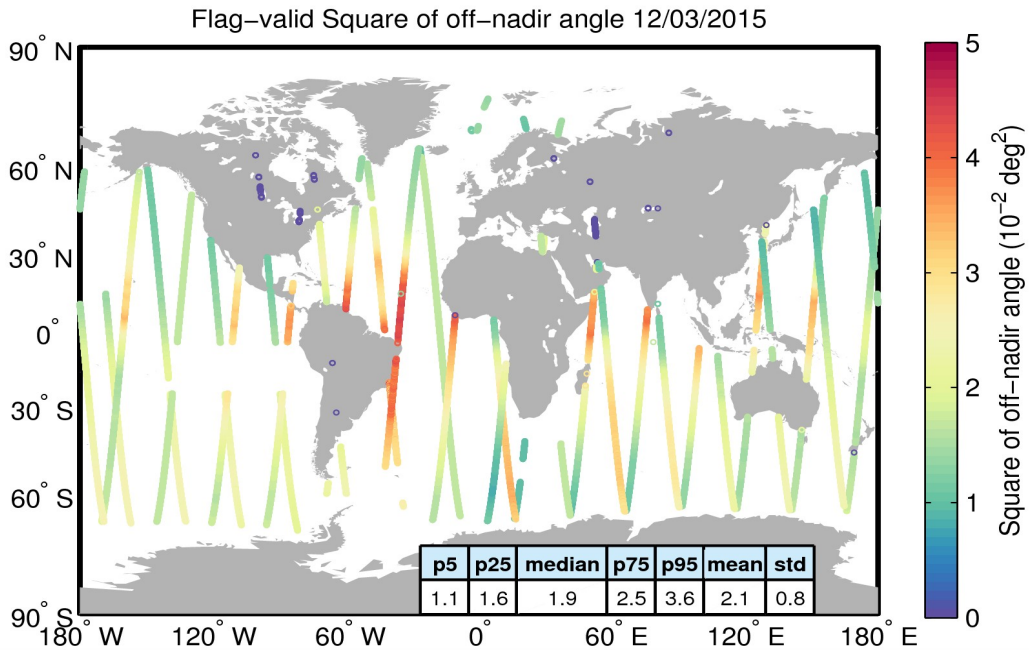 Flag-valid Square of off-nadir angle 12/03/2015
90° N
60° N
30° N
0°
30° S
60° S
90° S
180° W
120° W
60° W
0°
60° E
120° E
180° E
p5 p25 median p75 p95 mean std
1.1 1.6 1.9 2.5 3.6 2.1 0.8
5
4
3
2
1
0
Square of off-nadir angle (10⁻² deg²)